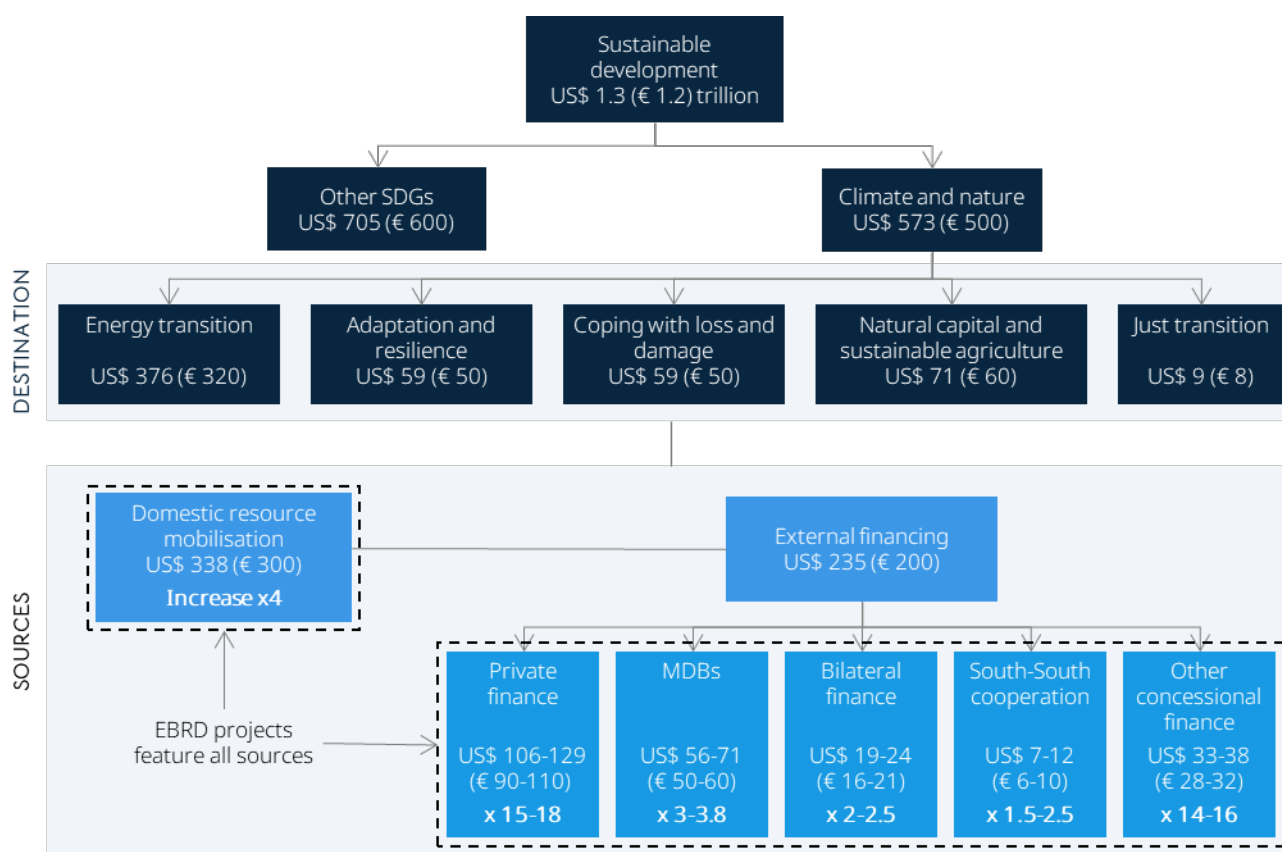 Sustainable
development
US$ 1.3 (€ 1.2) trillion
Other SDGs
US$ 705 (€ 600)
Climate and nature
US$ 573 (€ 500)
DESTINATION
Energy transition
US$ 376 (€ 320)
Adaptation and
resilience
US$ 59 (€ 50)
Coping with loss and
damage
US$ 59 (€ 50)
Natural capital and
sustainable agriculture
US$ 71 (€ 60)
Just transition
US$ 9 (€ 8)
SOURCES
Domestic resource
mobilisation
US$ 338 (€ 300)
Increase x4
External financing
US$ 235 (€ 200)
EBRD projects
feature all sources
Private
finance
US$ 106-129
(€ 90-110)
x 15-18
MDBs
US$ 56-71
(€ 50-60)
x 3-3.8
Bilateral
finance
US$ 19-24
(€ 16-21)
x 2-2.5
South-South
cooperation
US$ 7-12
(€ 6-10)
x 1.5-2.5
Other
concessional
finance
US$ 33-38
(€ 28-32)
x 14-16